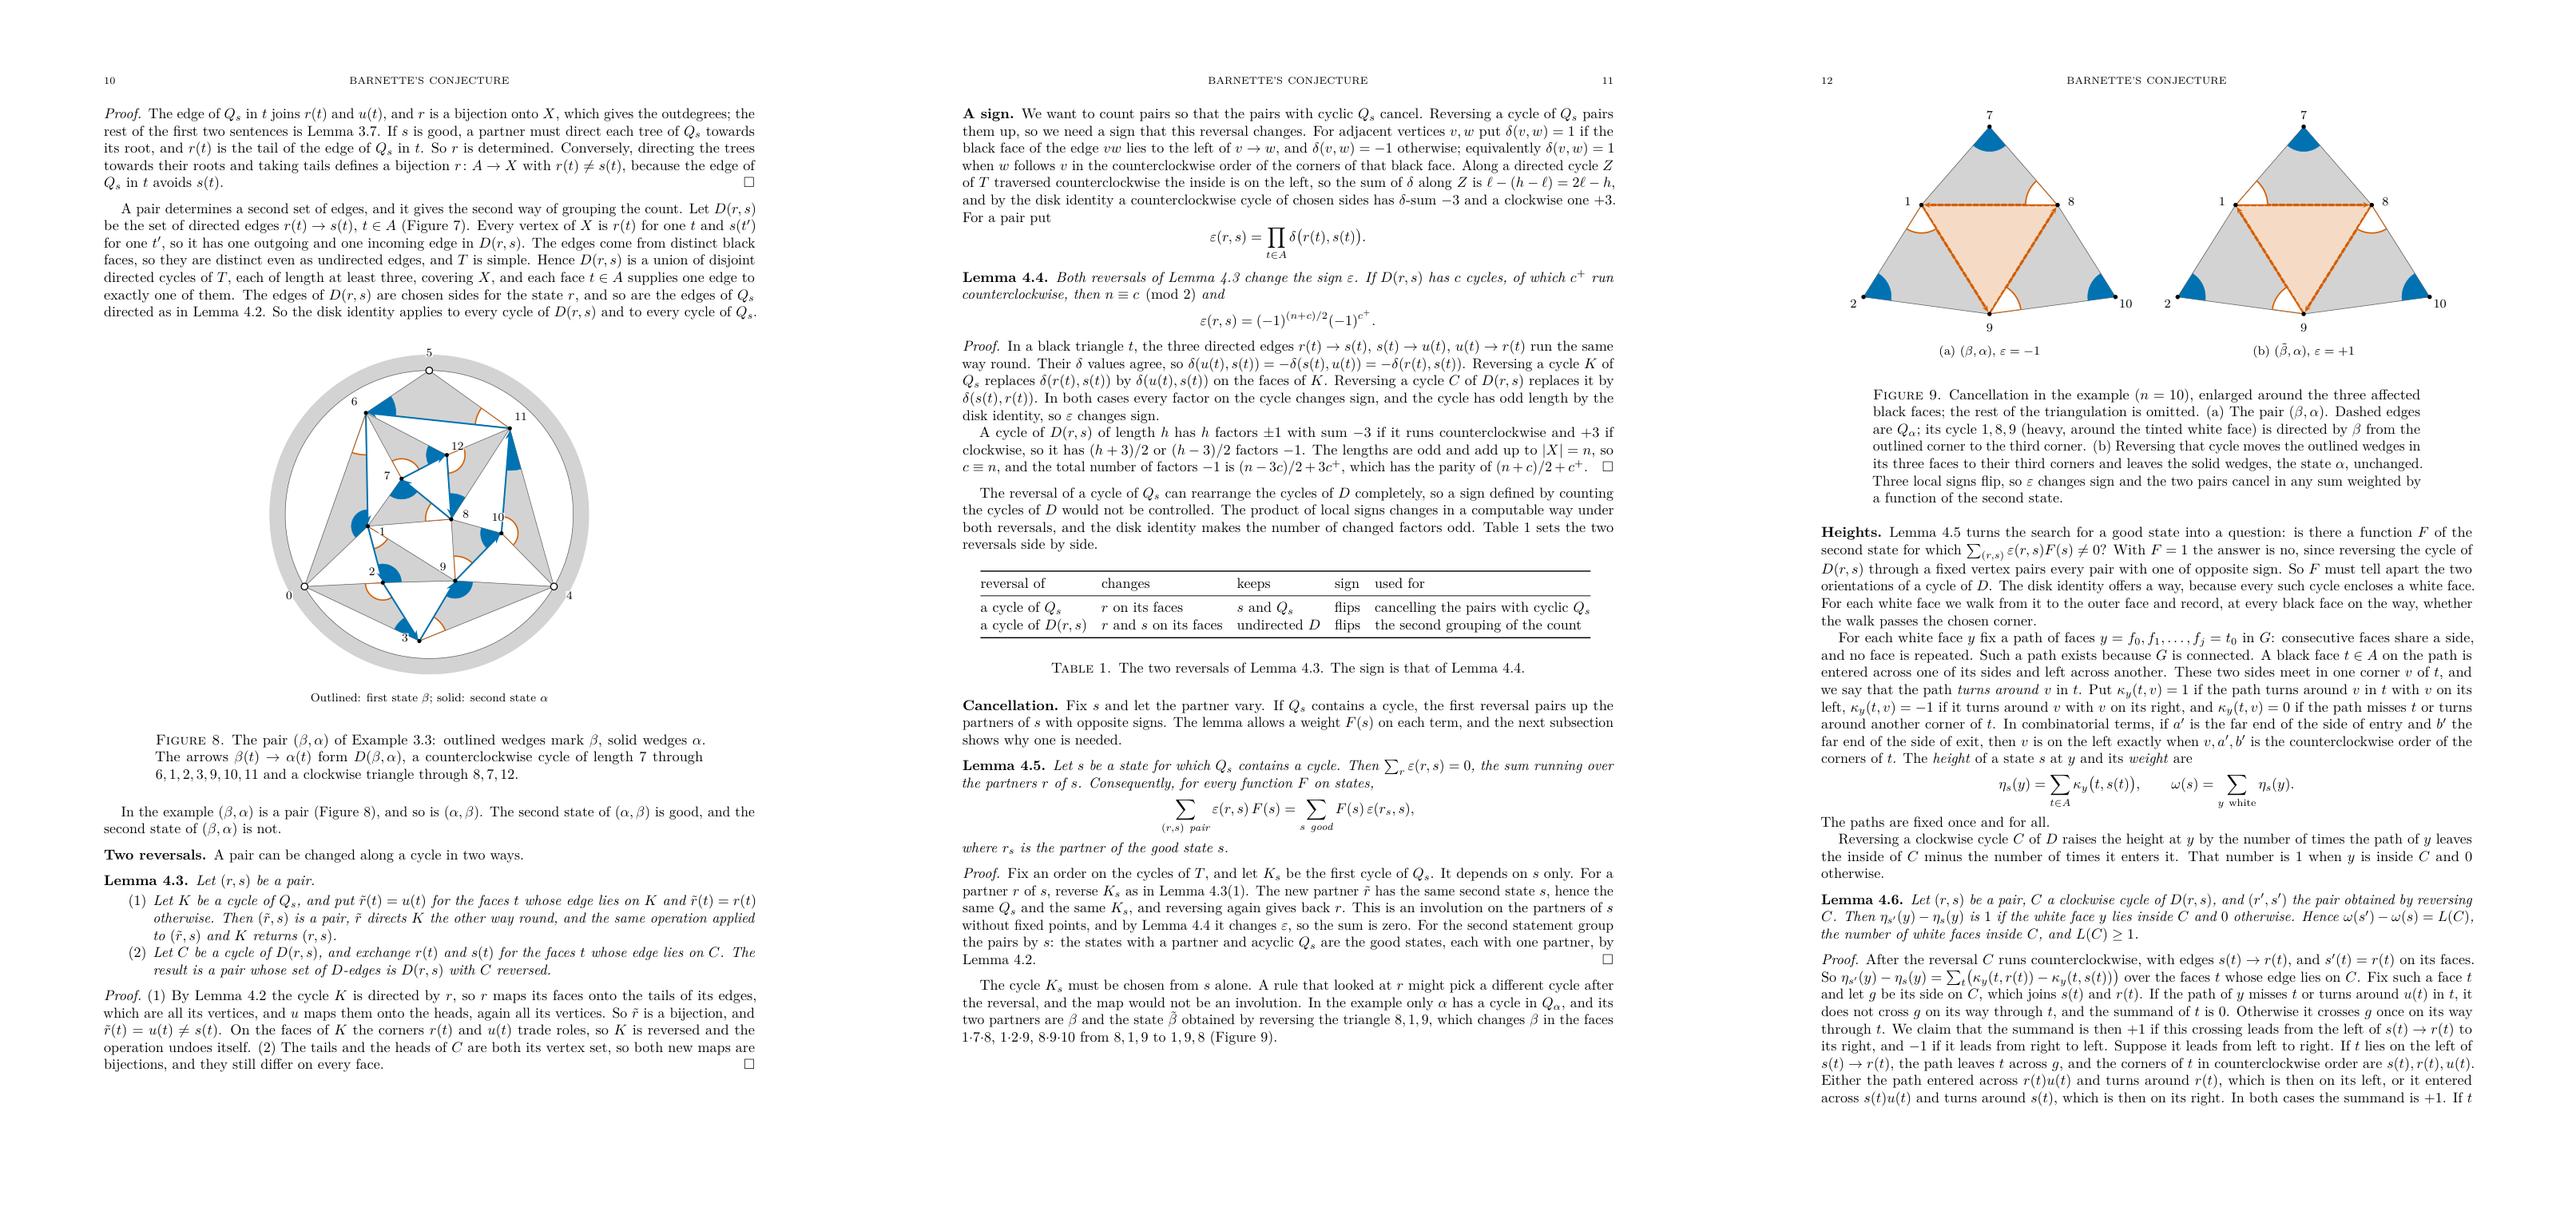 10
BARNETTE'S CONJECTURE
Proof. The edge of Q_s in t joins r(t) and u(t), and r is a bijection onto X, which gives the outdegrees; the
rest of the first two sentences is Lemma 3.7. If s is good, a partner must direct each tree of Q_s towards
its root, and r(t) is the tail of the edge of Q_s in t. So r is determined. Conversely, directing the trees
towards their roots and taking tails defines a bijection r: A → X with r(t) ≠ s(t), because the edge of
Q_s in t avoids s(t). □
A pair determines a second set of edges, and it gives the second way of grouping the count. Let D(r, s)
be the set of directed edges r(t) → s(t), t ∈ A (Figure 7). Every vertex of X is r(t) for one t and s(t′)
for one t′, so it has one outgoing and one incoming edge in D(r, s). The edges come from distinct black
faces, so they are distinct even as undirected edges, and T is simple. Hence D(r, s) is a union of disjoint
directed cycles of T, each of length at least three, covering X, and each face t ∈ A supplies one edge to
exactly one of them. The edges of D(r, s) are chosen sides for the state r, and so are the edges of Q_s
directed as in Lemma 4.2. So the disk identity applies to every cycle of D(r, s) and to every cycle of Q_s.
5
6
11
12
7
8
10
1
2
9
0
4
3
Outlined: first state β; solid: second state α
Figure 8. The pair (β, α) of Example 3.3: outlined wedges mark β, solid wedges α.
The arrows β(t) → α(t) form D(β, α), a counterclockwise cycle of length 7 through
6, 1, 2, 3, 9, 10, 11 and a clockwise triangle through 8, 7, 12.
In the example (β, α) is a pair (Figure 8), and so is (α, β). The second state of (α, β) is good, and the
second state of (β, α) is not.
Two reversals. A pair can be changed along a cycle in two ways.
Lemma 4.3. Let (r, s) be a pair.
(1) Let K be a cycle of Q_s, and put r̃(t) = u(t) for the faces t whose edge lies on K and r̃(t) = r(t)
otherwise. Then (r̃, s) is a pair, r̃ directs K the other way round, and the same operation applied
to (r̃, s) and K returns (r, s).
(2) Let C be a cycle of D(r, s), and exchange r(t) and s(t) for the faces t whose edge lies on C. The
result is a pair whose set of D-edges is D(r, s) with C reversed.
Proof. (1) By Lemma 4.2 the cycle K is directed by r, so r maps its faces onto the tails of its edges,
which are all its vertices, and u maps them onto the heads, again all its vertices. So r̃ is a bijection, and
r̃(t) = u(t) ≠ s(t). On the faces of K the corners r(t) and u(t) trade roles, so K is reversed and the
operation undoes itself. (2) The tails and the heads of C are both its vertex set, so both new maps are
bijections, and they still differ on every face. □
BARNETTE'S CONJECTURE
11
A sign. We want to count pairs so that the pairs with cyclic Q_s cancel. Reversing a cycle of Q_s pairs
them up, so we need a sign that this reversal changes. For adjacent vertices v, w put δ(v, w) = 1 if the
black face of the edge vw lies to the left of v → w, and δ(v, w) = −1 otherwise; equivalently δ(v, w) = 1
when w follows v in the counterclockwise order of the corners of that black face. Along a directed cycle Z
of T traversed counterclockwise the inside is on the left, so the sum of δ along Z is ℓ − (h − ℓ) = 2ℓ − h,
and by the disk identity a counterclockwise cycle of chosen sides has δ-sum −3 and a clockwise one +3.
For a pair put
ε(r, s) = ∏_{t∈A} δ(r(t), s(t)).
Lemma 4.4. Both reversals of Lemma 4.3 change the sign ε. If D(r, s) has c cycles, of which c⁺ run
counterclockwise, then n ≡ c (mod 2) and
ε(r, s) = (−1)^{(n+c)/2}(−1)^{c⁺}.
Proof. In a black triangle t, the three directed edges r(t) → s(t), s(t) → u(t), u(t) → r(t) run the same
way round. Their δ values agree, so δ(u(t), s(t)) = −δ(s(t), u(t)) = −δ(r(t), s(t)). Reversing a cycle K of
Q_s replaces δ(r(t), s(t)) by δ(u(t), s(t)) on the faces of K. Reversing a cycle C of D(r, s) replaces it by
δ(s(t), r(t)). In both cases every factor on the cycle changes sign, and the cycle has odd length by the
disk identity, so ε changes sign.
A cycle of D(r, s) of length h has h factors ±1 with sum −3 if it runs counterclockwise and +3 if
clockwise, so it has (h + 3)/2 or (h − 3)/2 factors −1. The lengths are odd and add up to |X| = n, so
c ≡ n, and the total number of factors −1 is (n − 3c)/2 + 3c⁺, which has the parity of (n + c)/2 + c⁺. □
The reversal of a cycle of Q_s can rearrange the cycles of D completely, so a sign defined by counting
the cycles of D would not be controlled. The product of local signs changes in a computable way under
both reversals, and the disk identity makes the number of changed factors odd. Table 1 sets the two
reversals side by side.
reversal of changes keeps sign used for
a cycle of Q_s r on its faces s and Q_s flips cancelling the pairs with cyclic Q_s
a cycle of D(r, s) r and s on its faces undirected D flips the second grouping of the count
Table 1. The two reversals of Lemma 4.3. The sign is that of Lemma 4.4.
Cancellation. Fix s and let the partner vary. If Q_s contains a cycle, the first reversal pairs up the
partners of s with opposite signs. The lemma allows a weight F(s) on each term, and the next subsection
shows why one is needed.
Lemma 4.5. Let s be a state for which Q_s contains a cycle. Then ∑_r ε(r, s) = 0, the sum running over
the partners r of s. Consequently, for every function F on states,
∑_{(r,s) pair} ε(r, s) F(s) = ∑_{s good} F(s) ε(r_s, s),
where r_s is the partner of the good state s.
Proof. Fix an order on the cycles of T, and let K_s be the first cycle of Q_s. It depends on s only. For a
partner r of s, reverse K_s as in Lemma 4.3(1). The new partner r̃ has the same second state s, hence the
same Q_s and the same K_s, and reversing again gives back r. This is an involution on the partners of s
without fixed points, and by Lemma 4.4 it changes ε, so the sum is zero. For the second statement group
the pairs by s: the states with a partner and acyclic Q_s are the good states, each with one partner, by
Lemma 4.2. □
The cycle K_s must be chosen from s alone. A rule that looked at r might pick a different cycle after
the reversal, and the map would not be an involution. In the example only α has a cycle in Q_α, and its
two partners are β and the state β̃ obtained by reversing the triangle 8, 1, 9, which changes β in the faces
1·7·8, 1·2·9, 8·9·10 from 8, 1, 9 to 1, 9, 8 (Figure 9).
12
BARNETTE'S CONJECTURE
7
1
8
2
10
9
(a) (β, α), ε = −1
7
1
8
2
10
9
(b) (β̃, α), ε = +1
Figure 9. Cancellation in the example (n = 10), enlarged around the three affected
black faces; the rest of the triangulation is omitted. (a) The pair (β, α). Dashed edges
are Q_α; its cycle 1, 8, 9 (heavy, around the tinted white face) is directed by β from the
outlined corner to the third corner. (b) Reversing that cycle moves the outlined wedges in
its three faces to their third corners and leaves the solid wedges, the state α, unchanged.
Three local signs flip, so ε changes sign and the two pairs cancel in any sum weighted by
a function of the second state.
Heights. Lemma 4.5 turns the search for a good state into a question: is there a function F of the
second state for which ∑_{(r,s)} ε(r, s)F(s) ≠ 0? With F = 1 the answer is no, since reversing the cycle of
D(r, s) through a fixed vertex pairs every pair with one of opposite sign. So F must tell apart the two
orientations of a cycle of D. The disk identity offers a way, because every such cycle encloses a white face.
For each white face we walk from it to the outer face and record, at every black face on the way, whether
the walk passes the chosen corner.
For each white face y fix a path of faces y = f₀, f₁, . . . , f_j = t₀ in G: consecutive faces share a side,
and no face is repeated. Such a path exists because G is connected. A black face t ∈ A on the path is
entered across one of its sides and left across another. These two sides meet in one corner v of t, and
we say that the path turns around v in t. Put κ_y(t, v) = 1 if the path turns around v in t with v on its
left, κ_y(t, v) = −1 if it turns around v with v on its right, and κ_y(t, v) = 0 if the path misses t or turns
around another corner of t. In combinatorial terms, if a′ is the far end of the side of entry and b′ the
far end of the side of exit, then v is on the left exactly when v, a′, b′ is the counterclockwise order of the
corners of t. The height of a state s at y and its weight are
η_s(y) = ∑_{t∈A} κ_y(t, s(t)), ω(s) = ∑_{y white} η_s(y).
The paths are fixed once and for all.
Reversing a clockwise cycle C of D raises the height at y by the number of times the path of y leaves
the inside of C minus the number of times it enters it. That number is 1 when y is inside C and 0
otherwise.
Lemma 4.6. Let (r, s) be a pair, C a clockwise cycle of D(r, s), and (r′, s′) the pair obtained by reversing
C. Then η_{s′}(y) − η_s(y) is 1 if the white face y lies inside C and 0 otherwise. Hence ω(s′) − ω(s) = L(C),
the number of white faces inside C, and L(C) ≥ 1.
Proof. After the reversal C runs counterclockwise, with edges s(t) → r(t), and s′(t) = r(t) on its faces.
So η_{s′}(y) − η_s(y) = ∑_t(κ_y(t, r(t)) − κ_y(t, s(t))) over the faces t whose edge lies on C. Fix such a face t
and let g be its side on C, which joins s(t) and r(t). If the path of y misses t or turns around u(t) in t, it
does not cross g on its way through t, and the summand of t is 0. Otherwise it crosses g once on its way
through t. We claim that the summand is then +1 if this crossing leads from the left of s(t) → r(t) to
its right, and −1 if it leads from right to left. Suppose it leads from left to right. If t lies on the left of
s(t) → r(t), the path leaves t across g, and the corners of t in counterclockwise order are s(t), r(t), u(t).
Either the path entered across r(t)u(t) and turns around r(t), which is then on its left, or it entered
across s(t)u(t) and turns around s(t), which is then on its right. In both cases the summand is +1. If t